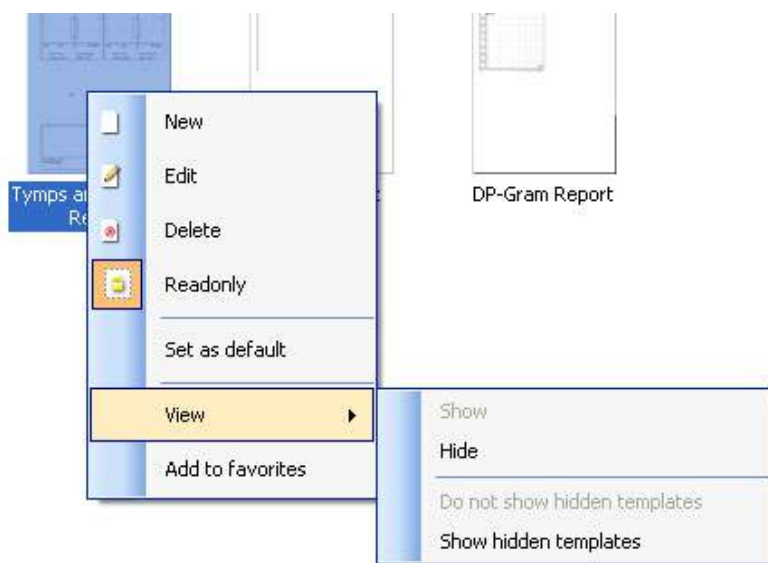 Tymps a
Re
DP-Gram Report
New
Edit
Delete
Readonly
Set as default
View
Add to favorites
Show
Hide
Do not show hidden templates
Show hidden templates